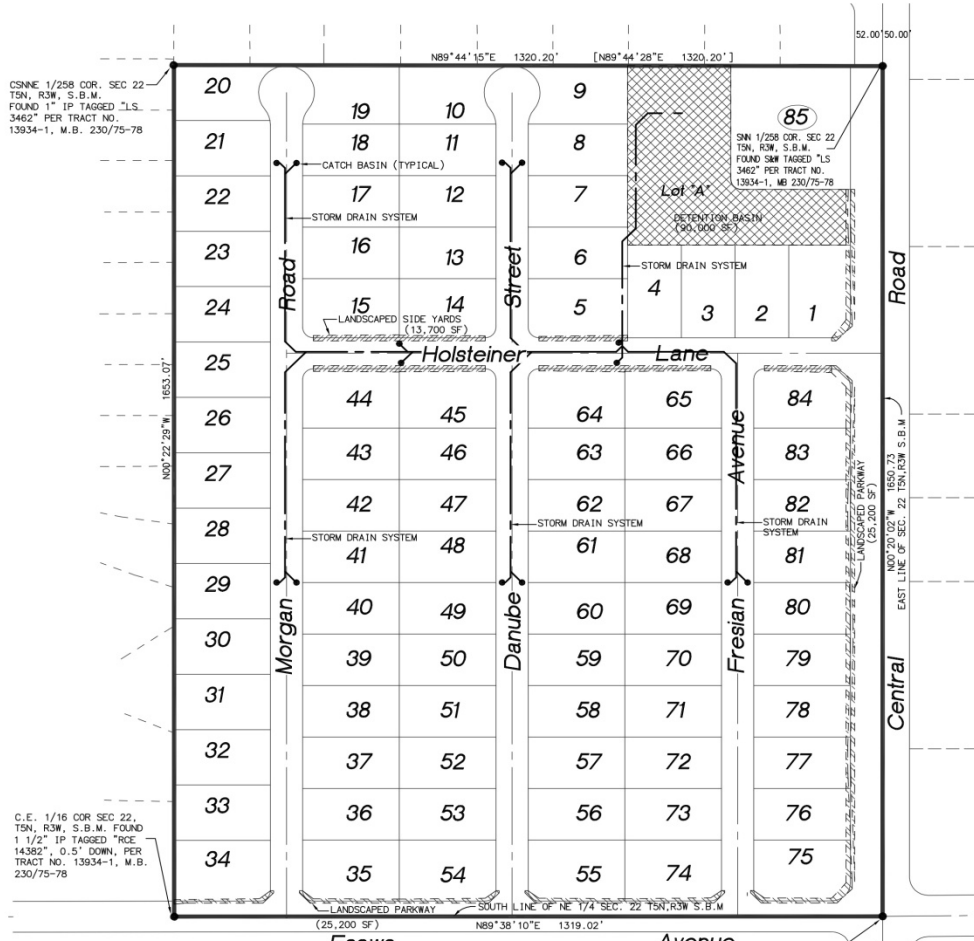 52.00'50.00'
N89°44'15"E 1320.20' [N89°44'28"E 1320.20']
CSNNE 1/258 COR. SEC 22
T5N, R3W, S.B.M.
FOUND 1" IP TAGGED "LS
3462" PER TRACT NO.
13934-1, M.B. 230/75-78
20
19
10
9
85
SNN 1/258 COR. SEC 22
T5N, R3W, S.B.M.
FOUND S&W TAGGED "LS
3462" PER TRACT NO.
13934-1, MB 230/75-78
21
18
11
8
CATCH BASIN (TYPICAL)
22
17
12
7
Lot "A"
STORM DRAIN SYSTEM
DETENTION BASIN
(90,000 SF)
23
16
13
6
STORM DRAIN SYSTEM
Road
Street
Road
24
15
14
5
4
3
2
1
LANDSCAPED SIDE YARDS
(13,700 SF)
Holsteiner Lane
25
N00°22'29"W 1653.07'
44
45
64
65
84
26
43
46
63
66
Avenue
83
27
42
47
62
67
82
28
STORM DRAIN SYSTEM
STORM DRAIN SYSTEM
STORM DRAIN
SYSTEM
LANDSCAPED PARKWAY
(25,200 SF)
N00°20'02"W 1650.73
EAST LINE OF SEC. 22 T5N,R3W S.B.M
41
48
61
68
81
29
40
49
60
69
80
30
Morgan
Danube
Fresian
39
50
59
70
79
31
38
51
58
71
78
Central
32
37
52
57
72
77
33
36
53
56
73
76
C.E. 1/16 COR SEC 22,
T5N, R3W, S.B.M. FOUND
1 1/2" IP TAGGED "RCE
14382", 0.5' DOWN, PER
TRACT NO. 13934-1, M.B.
230/75-78
34
35
54
55
74
75
LANDSCAPED PARKWAY
(25,200 SF)
SOUTH LINE OF NE 1/4 SEC. 22 T5N,R3W S.B.M
N89°38'10"E 1319.02'
Avenue